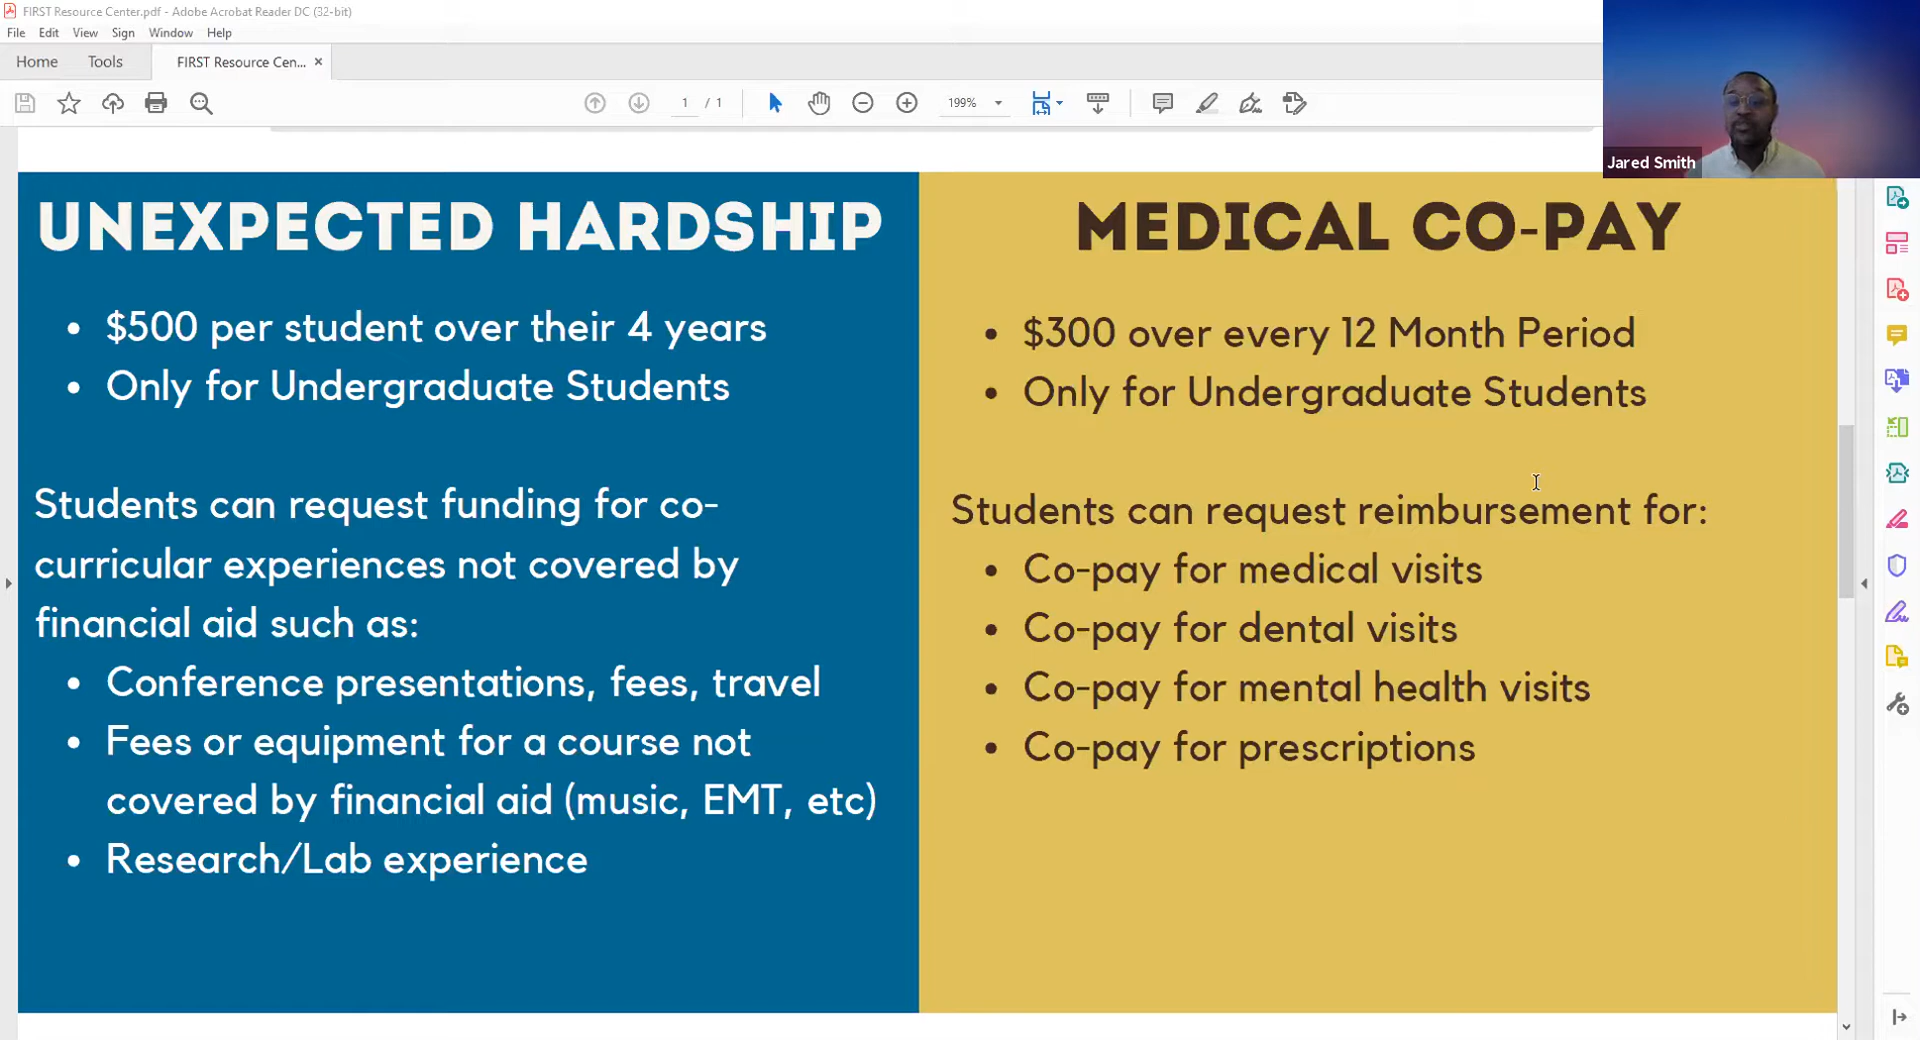 FIRST Resource Center.pdf - Adobe Acrobat Reader DC (32-bit)
File Edit View Sign Window Help
Home Tools FIRST Resource Cen... ×
1 / 1 199%
Jared Smith
UNEXPECTED HARDSHIP
• $500 per student over their 4 years
• Only for Undergraduate Students
Students can request funding for co-
curricular experiences not covered by
financial aid such as:
• Conference presentations, fees, travel
• Fees or equipment for a course not
covered by financial aid (music, EMT, etc)
• Research/Lab experience
MEDICAL CO-PAY
• $300 over every 12 Month Period
• Only for Undergraduate Students
Students can request reimbursement for:
• Co-pay for medical visits
• Co-pay for dental visits
• Co-pay for mental health visits
• Co-pay for prescriptions